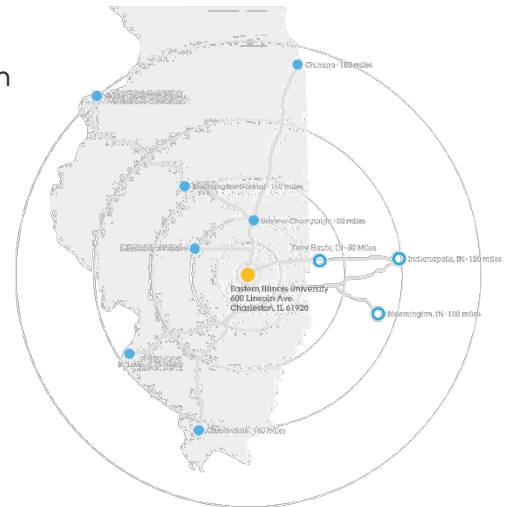 n
Chicago · 180 miles
Bloomington Normal · 110 miles
Urbana Champaign · 50 miles
Terre Haute, IN · 60 Miles
Indianapolis, IN · 120 miles
Eastern Illinois University
600 Lincoln Ave.
Charleston, IL 61920
Bloomington, IN · 100 miles
Carbondale · 160 miles